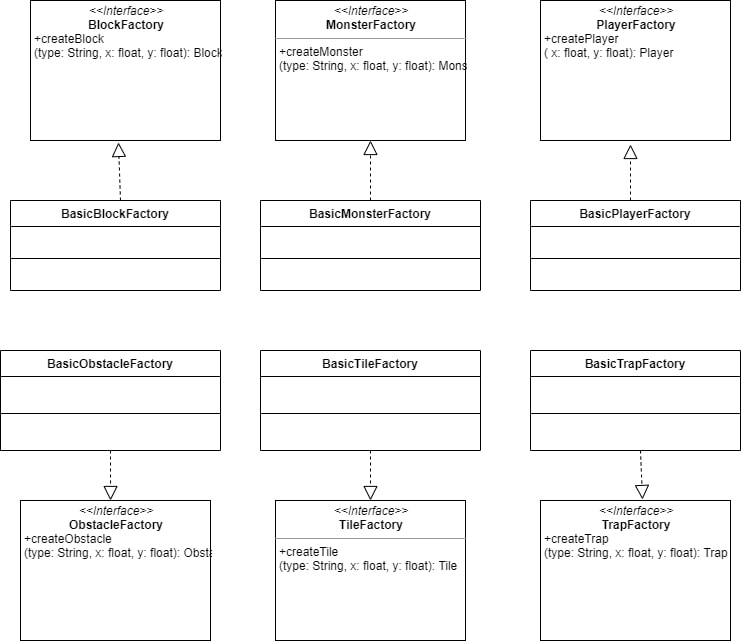 <<Interface>>
BlockFactory
+createBlock
(type: String, x: float, y: float): Block
<<Interface>>
MonsterFactory
+createMonster
(type: String, x: float, y: float): Mons
<<Interface>>
PlayerFactory
+createPlayer
( x: float, y: float): Player
BasicBlockFactory
BasicMonsterFactory
BasicPlayerFactory
BasicObstacleFactory
BasicTileFactory
BasicTrapFactory
<<Interface>>
ObstacleFactory
+createObstacle
(type: String, x: float, y: float): Obsta
<<Interface>>
TileFactory
+createTile
(type: String, x: float, y: float): Tile
<<Interface>>
TrapFactory
+createTrap
(type: String, x: float, y: float): Trap